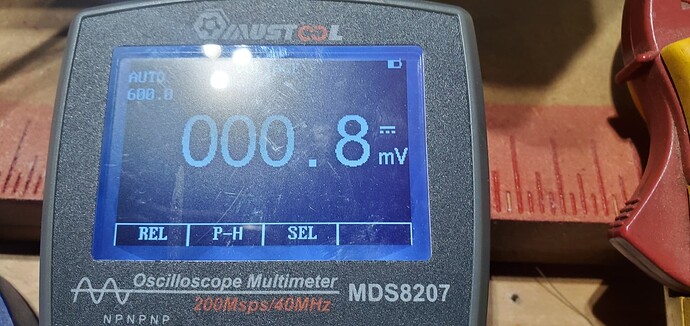 MUSTOOL
AUTO
600.0
000.8 mV
REL P-H SEL
Oscilloscope Multimeter
200Msps/40MHz MDS8207
NPNPNP